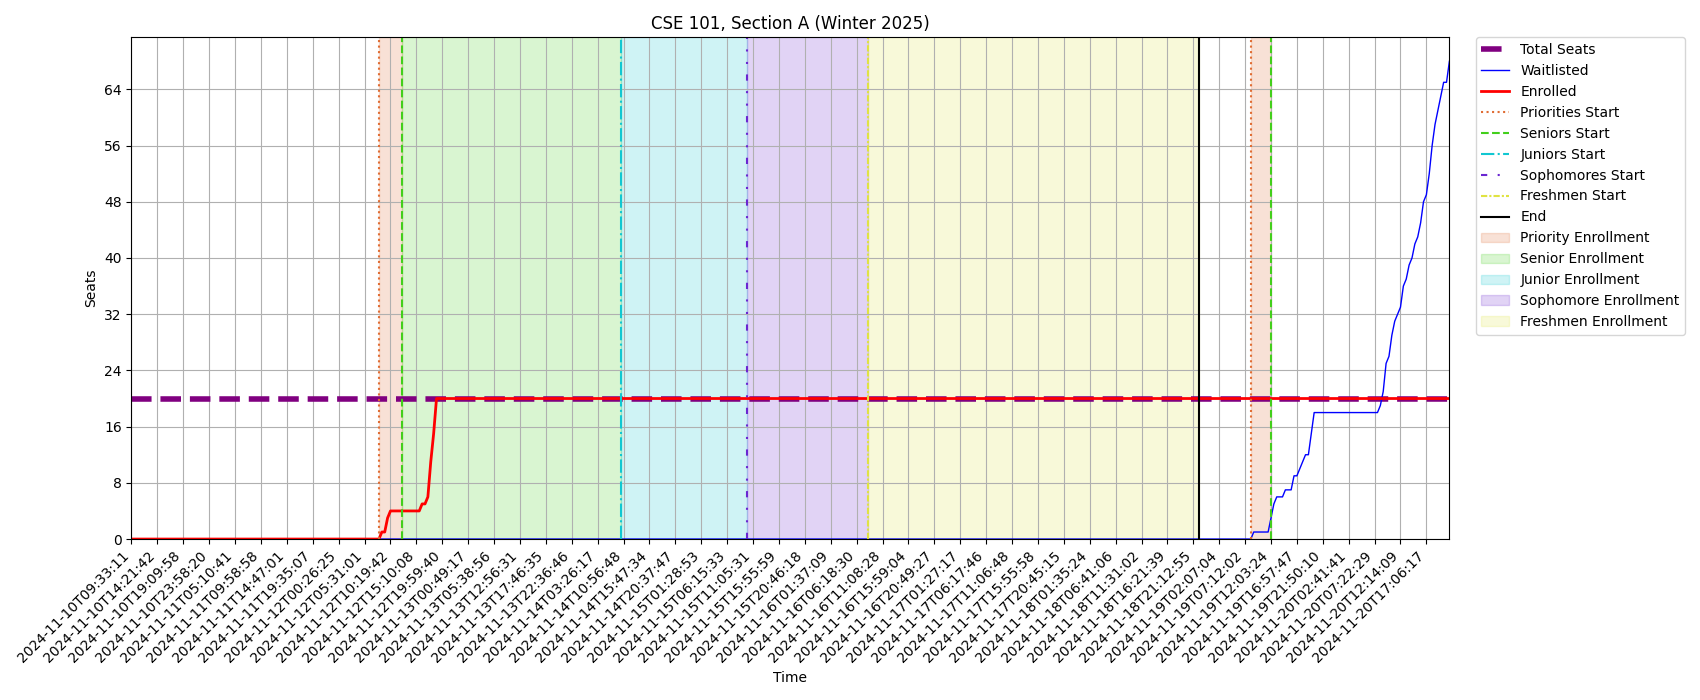 CSE 101, Section A (Winter 2025)
Seats
64
56
48
40
32
24
16
8
0
2024-11-10T09:33:11
2024-11-10T14:21:42
2024-11-10T19:09:58
2024-11-10T23:58:20
2024-11-11T05:10:41
2024-11-11T09:58:58
2024-11-11T14:47:01
2024-11-11T19:35:07
2024-11-12T00:26:25
2024-11-12T05:31:01
2024-11-12T10:19:42
2024-11-12T15:10:08
2024-11-12T19:59:40
2024-11-13T00:49:17
2024-11-13T05:38:56
2024-11-13T12:56:31
2024-11-13T17:46:35
2024-11-13T22:36:46
2024-11-14T03:26:17
2024-11-14T10:56:48
2024-11-14T15:47:34
2024-11-14T20:37:47
2024-11-15T01:28:53
2024-11-15T06:15:33
2024-11-15T11:05:31
2024-11-15T15:55:59
2024-11-15T20:46:18
2024-11-16T01:37:09
2024-11-16T06:18:30
2024-11-16T11:08:28
2024-11-16T15:59:04
2024-11-16T20:49:27
2024-11-17T01:27:17
2024-11-17T06:17:46
2024-11-17T11:06:48
2024-11-17T15:55:58
2024-11-17T20:45:15
2024-11-18T01:35:24
2024-11-18T06:41:06
2024-11-18T11:31:02
2024-11-18T16:21:39
2024-11-18T21:12:55
2024-11-19T02:07:04
2024-11-19T07:12:02
2024-11-19T12:03:24
2024-11-19T16:57:47
2024-11-19T21:50:10
2024-11-20T02:41:41
2024-11-20T07:22:29
2024-11-20T12:14:09
2024-11-20T17:06:17
Time
Total Seats
Waitlisted
Enrolled
Priorities Start
Seniors Start
Juniors Start
Sophomores Start
Freshmen Start
End
Priority Enrollment
Senior Enrollment
Junior Enrollment
Sophomore Enrollment
Freshmen Enrollment